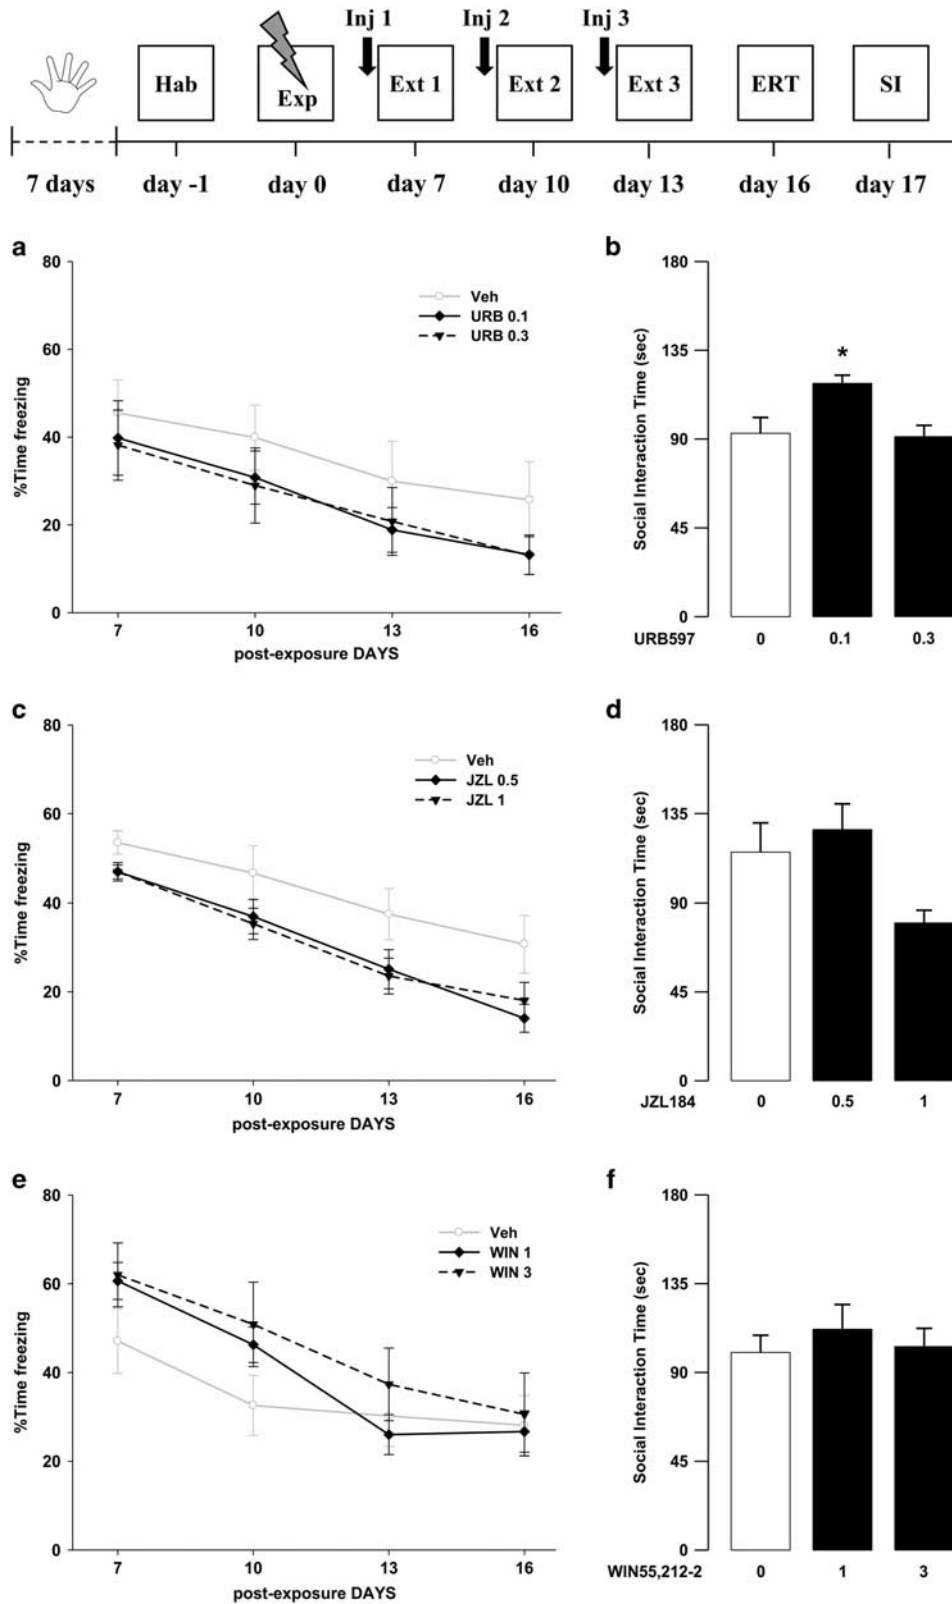 Inj 1 Inj 2 Inj 3
Hab Exp Ext 1 Ext 2 Ext 3 ERT SI
7 days day -1 day 0 day 7 day 10 day 13 day 16 day 17
a
80
60
40
20
0
%Time freezing
Veh
URB 0.1
URB 0.3
7 10 13 16
post-exposure DAYS
b
180
135
90
45
0
Social Interaction Time (sec)
*
URB597 0 0.1 0.3
c
80
60
40
20
0
%Time freezing
Veh
JZL 0.5
JZL 1
7 10 13 16
post-exposure DAYS
d
180
135
90
45
0
Social Interaction Time (sec)
JZL184 0 0.5 1
e
80
60
40
20
0
%Time freezing
Veh
WIN 1
WIN 3
7 10 13 16
post-exposure DAYS
f
180
135
90
45
0
Social Interaction Time (sec)
WIN55,212-2 0 1 3